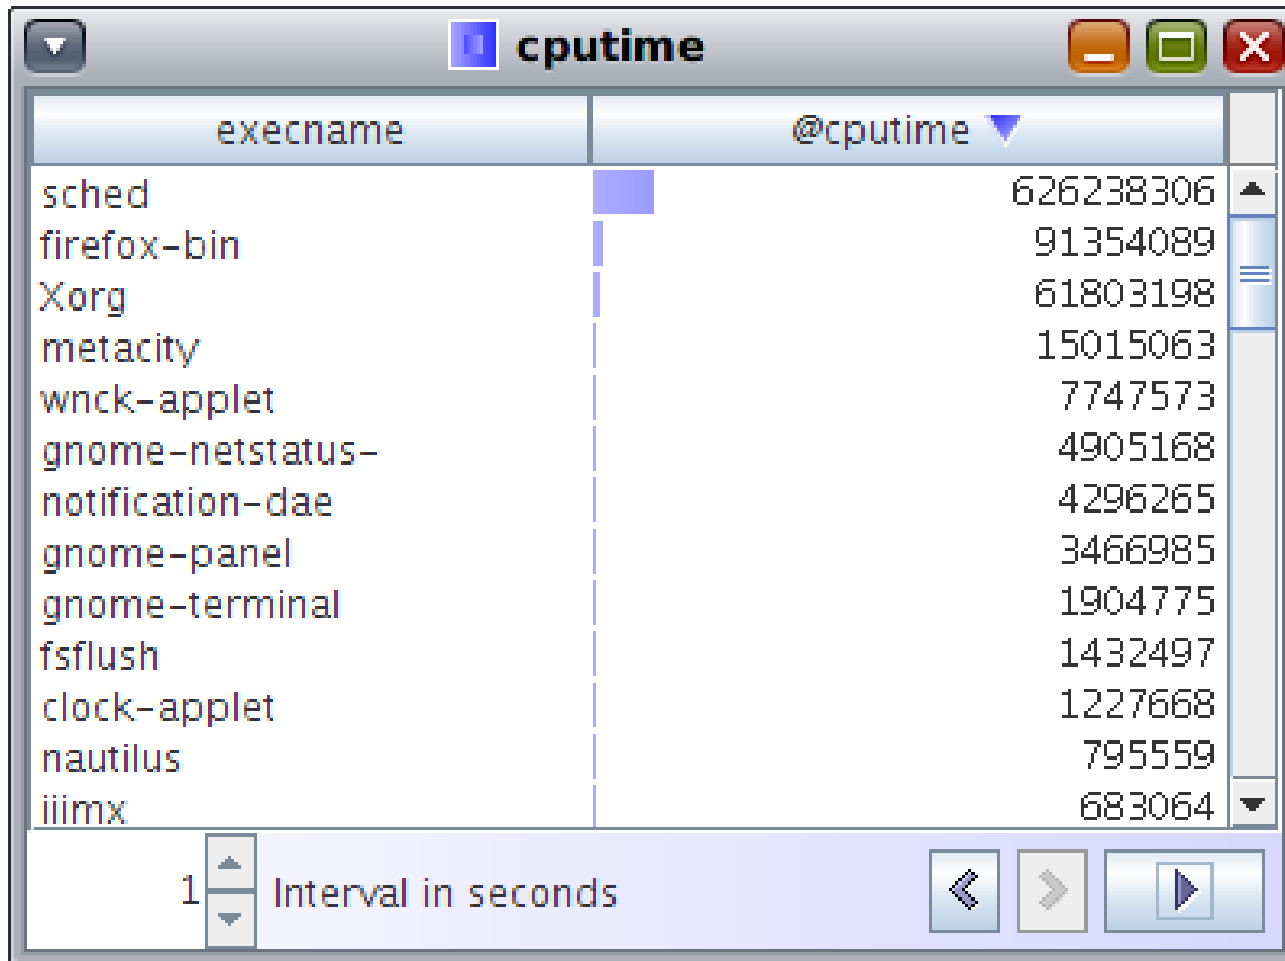 cputime
execname @cputime
sched 626238306
firefox-bin 91354089
Xorg 61803198
metacity 15015063
wnck-applet 7747573
gnome-netstatus- 4905168
notification-dae 4296265
gnome-panel 3466985
gnome-terminal 1904775
fsflush 1432497
clock-applet 1227668
nautilus 795559
iiimx 683064
1 Interval in seconds